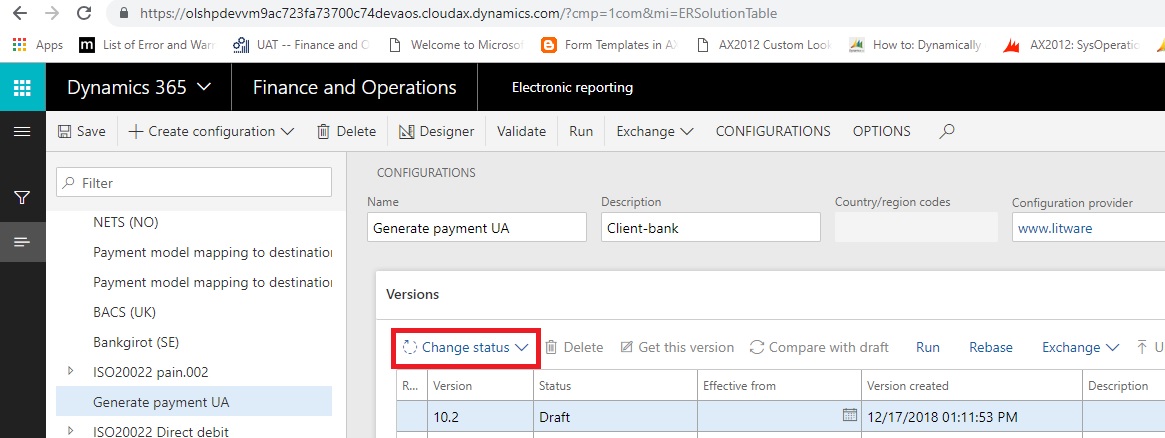 https://olshpdevvm9ac723fa73700c74devaos.cloudax.dynamics.com/?cmp=1com&mi=ERSolutionTable
Apps List of Error and Warn UAT -- Finance and O Welcome to Microsof Form Templates in AX AX2012 Custom Look How to: Dynamically AX2012: SysOperatio
Dynamics 365 Finance and Operations Electronic reporting
Save Create configuration Delete Designer Validate Run Exchange CONFIGURATIONS OPTIONS
Filter
CONFIGURATIONS
Name Description Country/region codes Configuration provider
Generate payment UA Client-bank www.litware
NETS (NO)
Payment model mapping to destination
Payment model mapping to destination
BACS (UK)
Bankgirot (SE)
ISO20022 pain.002
Generate payment UA
ISO20022 Direct debit
Versions
Change status Delete Get this version Compare with draft Run Rebase Exchange U
R... Version Status Effective from Version created Description
10.2 Draft 12/17/2018 01:11:53 PM